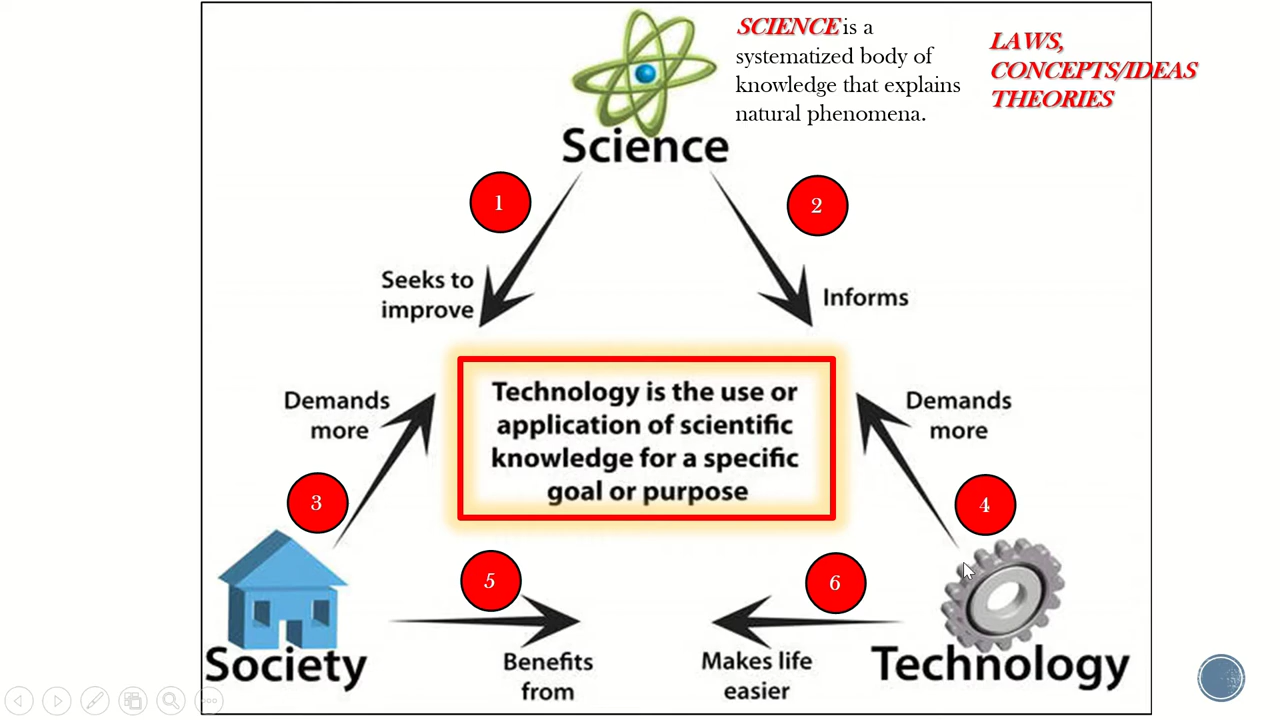 SCIENCE is a
systematized body of
knowledge that explains
natural phenomena.
LAWS,
CONCEPTS/IDEAS
THEORIES
Science
1
2
Seeks to
improve
Informs
Technology is the use or
application of scientific
knowledge for a specific
goal or purpose
Demands
more
Demands
more
3
4
5
6
Society
Benefits
from
Makes life
easier
Technology